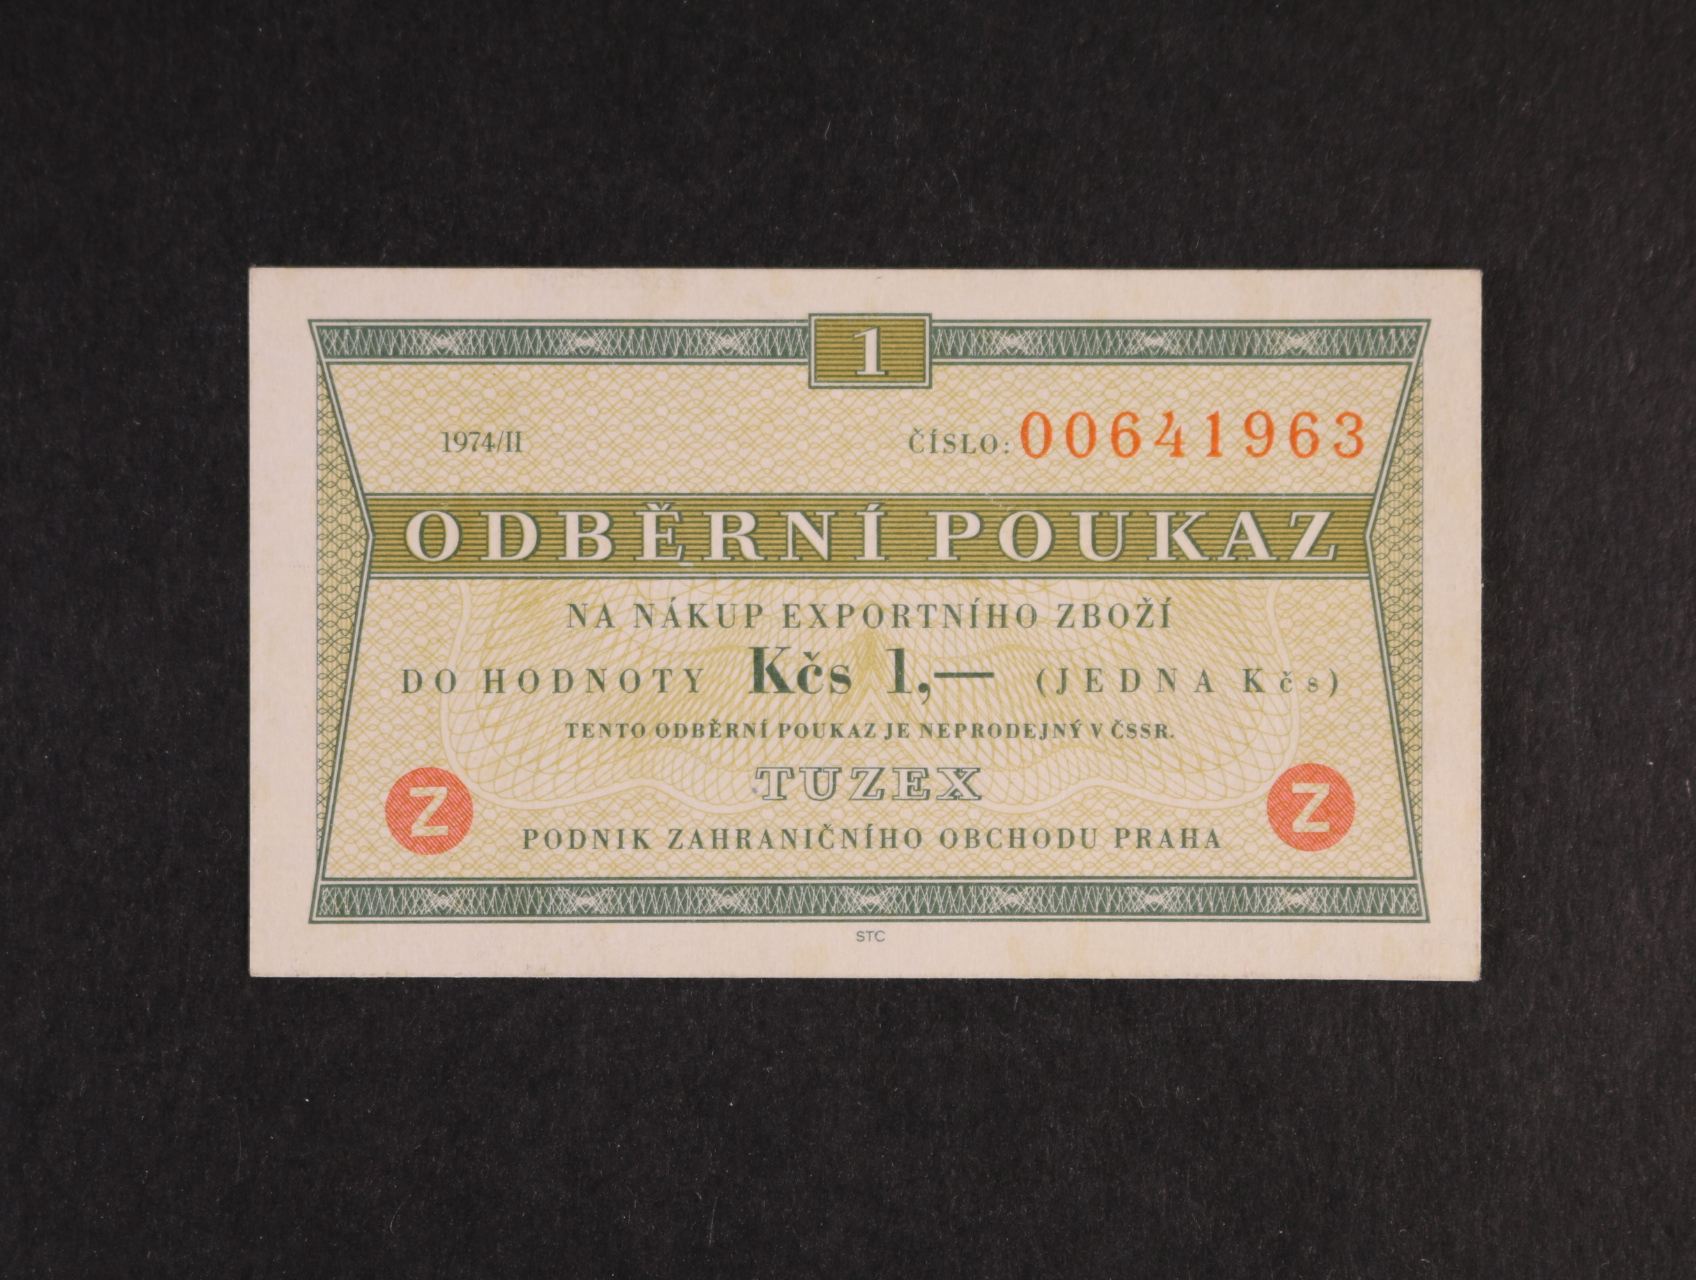 1
1974/II ČÍSLO: 00641963
ODBĚRNÍ POUKAZ
NA NÁKUP EXPORTNÍHO ZBOŽÍ
DO HODNOTY Kčs 1,— (JEDNA Kčs)
TENTO ODBĚRNÍ POUKAZ JE NEPRODEJNÝ V ČSSR.
Z TUZEX Z
PODNIK ZAHRANIČNÍHO OBCHODU PRAHA
STC